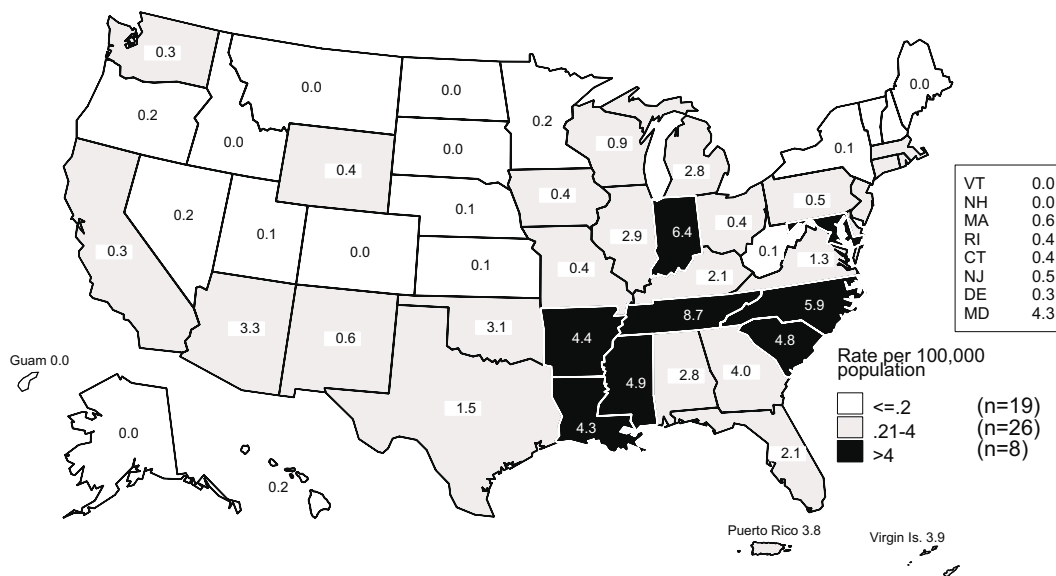 0.3
0.0
0.0
0.0
0.2
0.2
0.1
0.0
0.0
0.9
2.8
0.4
0.4
0.5
0.2
0.1
0.1
0.4
2.9
6.4
0.1
1.3
0.3
0.0
0.1
0.4
2.1
3.3
0.6
3.1
4.4
8.7
5.9
4.8
4.9
2.8
4.0
1.5
4.3
2.1
VT 0.0
NH 0.0
MA 0.6
RI 0.4
CT 0.4
NJ 0.5
DE 0.3
MD 4.3
Guam 0.0
0.0
0.2
Rate per 100,000
population
<=.2 (n=19)
.21-4 (n=26)
>4 (n=8)
Puerto Rico 3.8
Virgin Is. 3.9